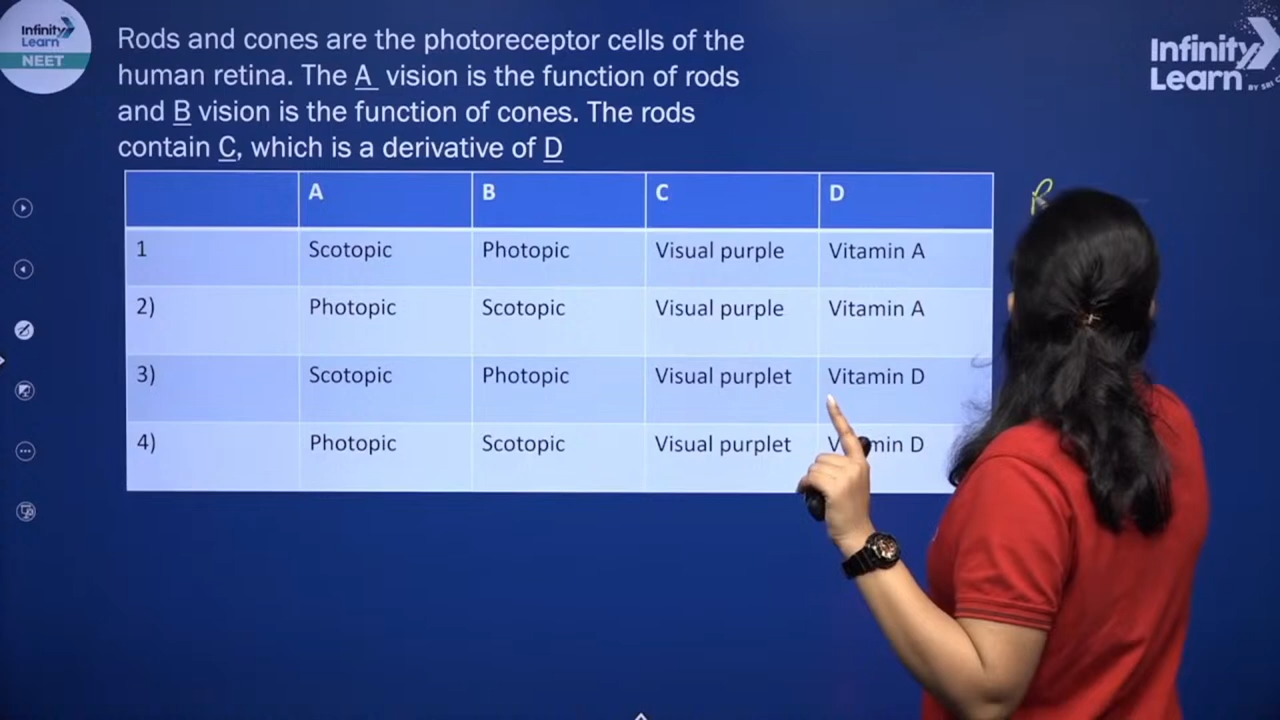 Infinity
Learn
NEET
Rods and cones are the photoreceptor cells of the
human retina. The A vision is the function of rods
and B vision is the function of cones. The rods
contain C, which is a derivative of D
Infinity
Learn
A B C D
1 Scotopic Photopic Visual purple Vitamin A
2) Photopic Scotopic Visual purple Vitamin A
3) Scotopic Photopic Visual purplet Vitamin D
4) Photopic Scotopic Visual purplet
R